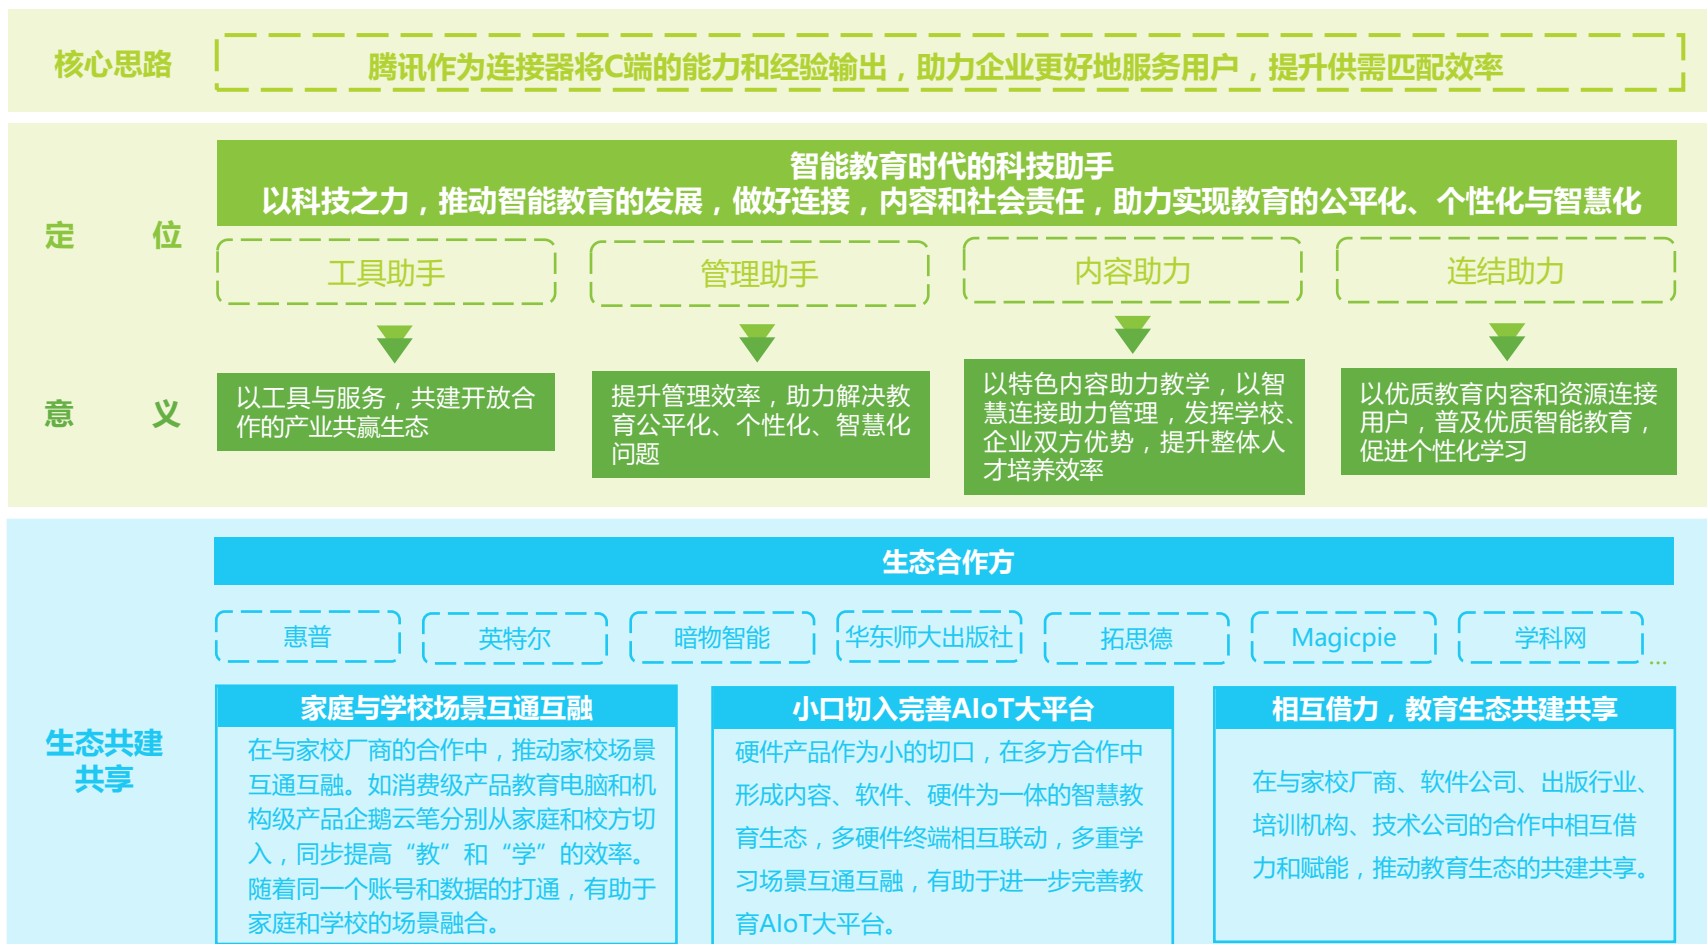 核心思路
腾讯作为连接器将C端的能力和经验输出，助力企业更好地服务用户，提升供需匹配效率
智能教育时代的科技助手
以科技之力，推动智能教育的发展，做好连接，内容和社会责任，助力实现教育的公平化、个性化与智慧化
定 位
工具助手
管理助手
内容助力
连结助力
意 义
以工具与服务，共建开放合
作的产业共赢生态
提升管理效率，助力解决教
育公平化、个性化、智慧化
问题
以特色内容助力教学，以智
慧连接助力管理，发挥学校、
企业双方优势，提升整体人
才培养效率
以优质教育内容和资源连接
用户，普及优质智能教育，
促进个性化学习
生态共建
共享
生态合作方
惠普
英特尔
暗物智能
华东师大出版社
拓思德
Magicpie
学科网
...
家庭与学校场景互通互融
在与家校厂商的合作中，推动家校场景
互通互融。如消费级产品教育电脑和机
构级产品企鹅云笔分别从家庭和校方切
入，同步提高“教”和“学”的效率。
随着同一个账号和数据的打通，有助于
家庭和学校的场景融合。
小口切入完善AIoT大平台
硬件产品作为小的切口，在多方合作中
形成内容、软件、硬件为一体的智慧教
育生态，多硬件终端相互联动，多重学
习场景互通互融，有助于进一步完善教
育AIoT大平台。
相互借力，教育生态共建共享
在与家校厂商、软件公司、出版行业、
培训机构、技术公司的合作中相互借
力和赋能，推动教育生态的共建共享。